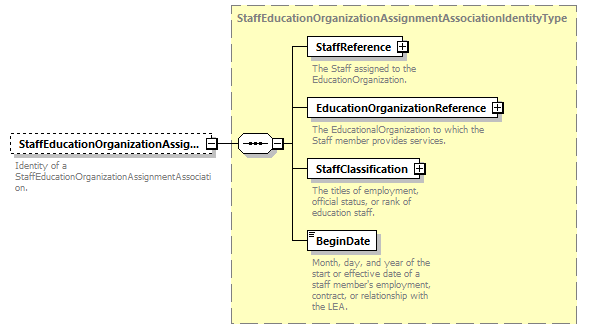 StaffEducationOrganizationAssignmentAssociationIdentityType
StaffReference
The Staff assigned to the
EducationOrganization.
EducationOrganizationReference
The EducationalOrganization to which the
Staff member provides services.
StaffEducationOrganizationAssig...
Identity of a
StaffEducationOrganizationAssignmentAssociati
on.
StaffClassification
The titles of employment,
official status, or rank of
education staff.
BeginDate
Month, day, and year of the
start or effective date of a
staff member's employment,
contract, or relationship with
the LEA.